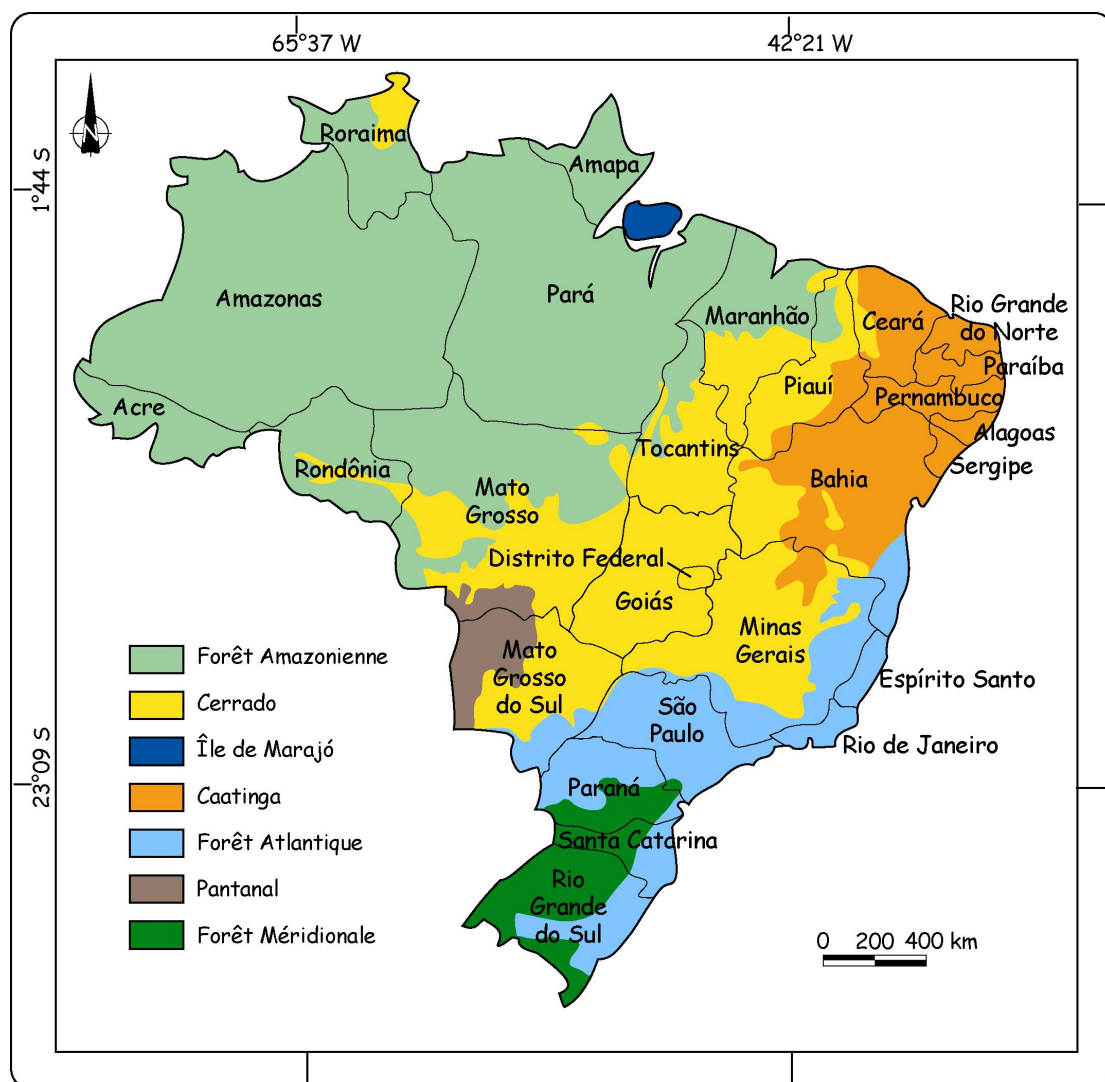 65°37 W
42°21 W
N
1°44 S
23°09 S
Roraima
Amapa
Amazonas
Pará
Maranhão
Ceará
Rio Grande
do Norte
Paraíba
Piauí
Pernambuco
Acre
Alagoas
Tocantins
Sergipe
Rondônia
Bahia
Mato
Grosso
Distrito Federal
Goiás
Minas
Gerais
Mato
Grosso
do Sul
Espírito Santo
São
Paulo
Rio de Janeiro
Paraná
Santa Catarina
Rio
Grande
do Sul
Forêt Amazonienne
Cerrado
Île de Marajó
Caatinga
Forêt Atlantique
Pantanal
Forêt Méridionale
0 200 400 km